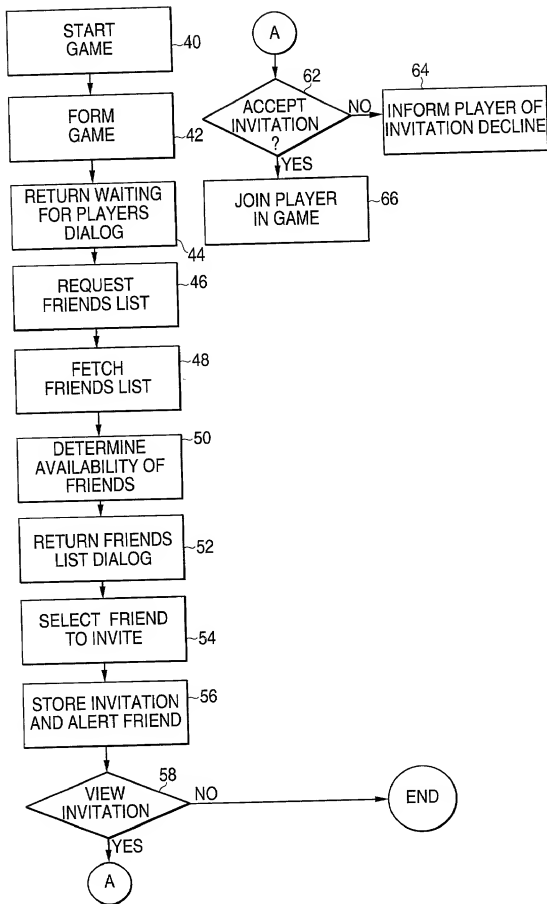 START
GAME
40
FORM
GAME
42
RETURN WAITING
FOR PLAYERS
DIALOG
44
REQUEST
FRIENDS LIST
46
FETCH
FRIENDS LIST
48
DETERMINE
AVAILABILITY OF
FRIENDS
50
RETURN FRIENDS
LIST DIALOG
52
SELECT FRIEND
TO INVITE
54
STORE INVITATION
AND ALERT FRIEND
56
VIEW
INVITATION
58
NO
END
YES
A
A
ACCEPT
INVITATION
?
62
NO
INFORM PLAYER OF
INVITATION DECLINE
64
YES
JOIN PLAYER
IN GAME
66